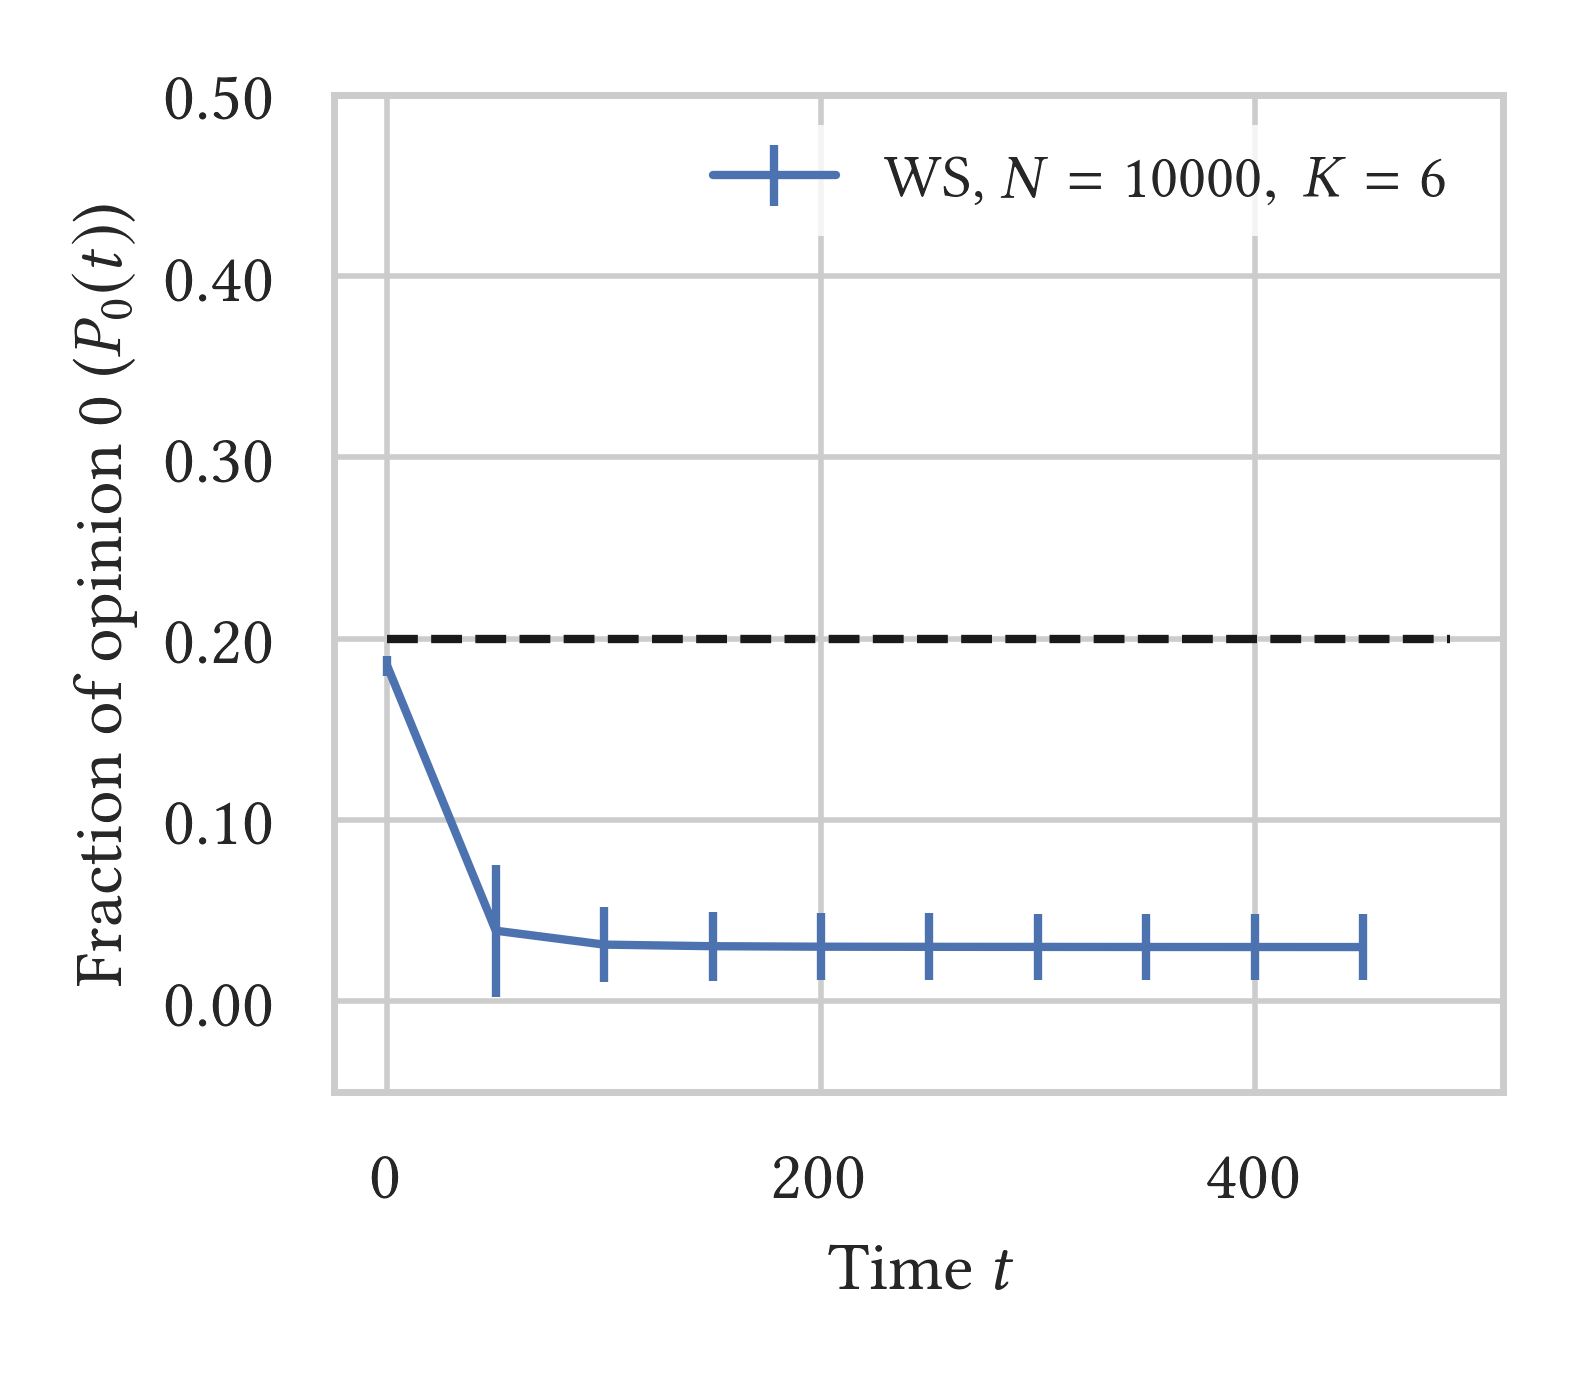 0.50
WS, N = 10000, K = 6
0.40
0.30
0.20
0.10
0.00
Fraction of opinion 0 (P₀(t))
0 200 400
Time t